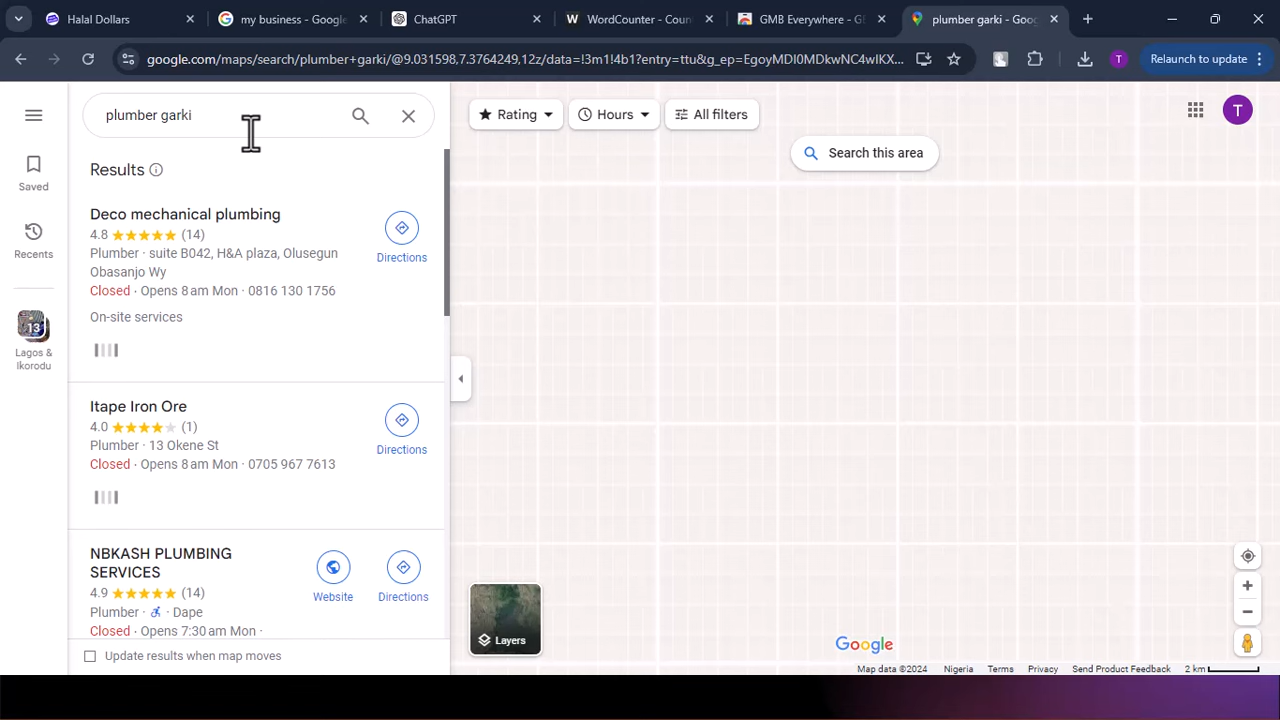 Halal Dollars
my business - Google
ChatGPT
WordCounter - Coun
GMB Everywhere - GB
plumber garki - Goog
google.com/maps/search/plumber+garki/@9.031598,7.3764249,12z/data=!3m1!4b1?entry=ttu&g_ep=EgoyMDI0MDkwNC4wIKX...
T
Relaunch to update
plumber garki
Rating
Hours
All filters
T
Search this area
Saved
Recents
13
Lagos &
Ikorodu
Results
Deco mechanical plumbing
4.8 (14)
Plumber · suite B042, H&A plaza, Olusegun
Obasanjo Wy
Closed · Opens 8 am Mon · 0816 130 1756
On-site services
Directions
Itape Iron Ore
4.0 (1)
Plumber · 13 Okene St
Closed · Opens 8 am Mon · 0705 967 7613
Directions
NBKASH PLUMBING
SERVICES
4.9 (14)
Plumber · Dape
Closed · Opens 7:30 am Mon ·
Website
Directions
Update results when map moves
Layers
Google
Map data ©2024 Nigeria Terms Privacy Send Product Feedback 2 km